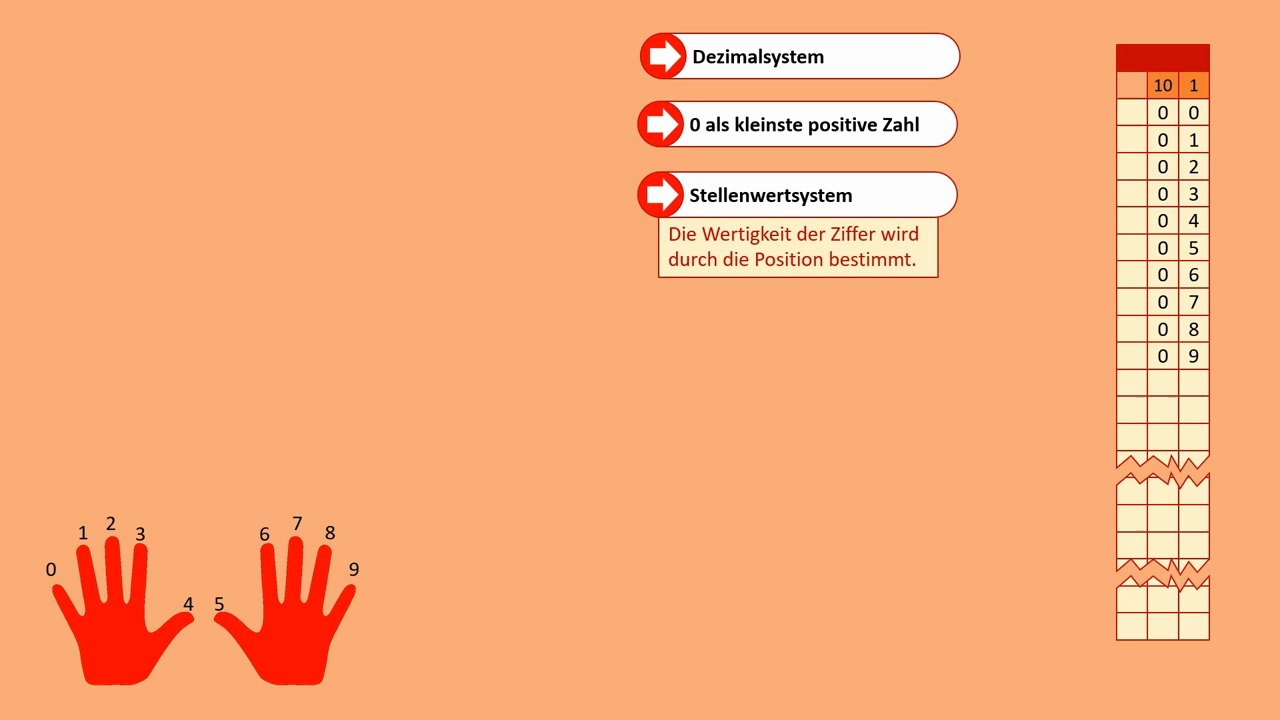 Dezimalsystem
0 als kleinste positive Zahl
Stellenwertsystem
Die Wertigkeit der Ziffer wird
durch die Position bestimmt.
10 1
0 0
0 1
0 2
0 3
0 4
0 5
0 6
0 7
0 8
0 9
0 1 2 3 4 5 6 7 8 9